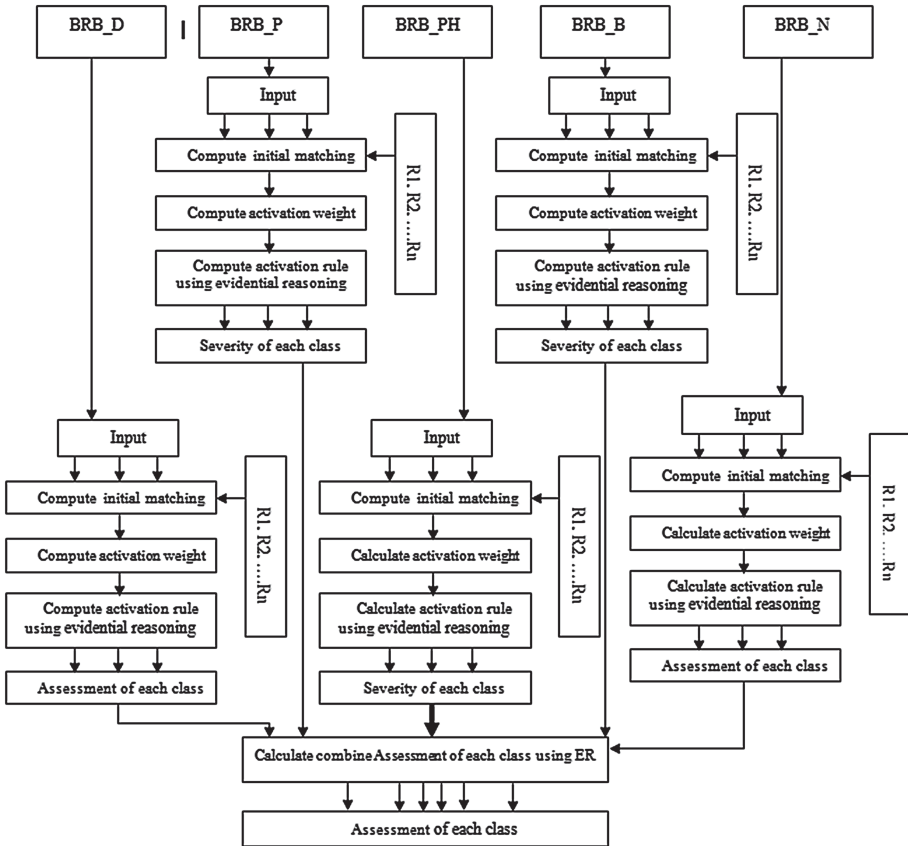 BRB_D
BRB_P
BRB_PH
BRB_B
BRB_N
Input
Compute initial matching
R1. R2. ....Rn
Compute activation weight
Compute activation rule
using evidential reasoning
Severity of each class
Input
Compute initial matching
R1. R2. ....Rn
Compute activation weight
Compute activation rule
using evidential reasoning
Severity of each class
Input
Compute initial matching
R1. R2. ....Rn
Compute activation weight
Compute activation rule
using evidential reasoning
Assessment of each class
Input
Compute initial matching
R1. R2. ....Rn
Calculate activation weight
Calculate activation rule
using evidential reasoning
Severity of each class
Input
Compute initial matching
R1. R2. ....Rn
Calculate activation weight
Calculate activation rule
using evidential reasoning
Assessment of each class
Calculate combine Assessment of each class using ER
Assessment of each class